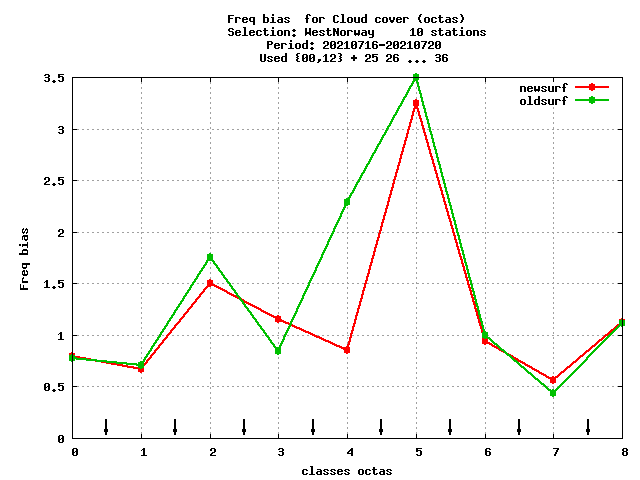 Freq bias  for Cloud cover (octas)
Selection: WestNorway     10 stations
Period: 20210716-20210720
Used {00,12} + 25 26 ... 36
newsurf
oldsurf
3.5
3
2.5
2
1.5
1
0.5
0
Freq bias
0 1 2 3 4 5 6 7 8
classes octas